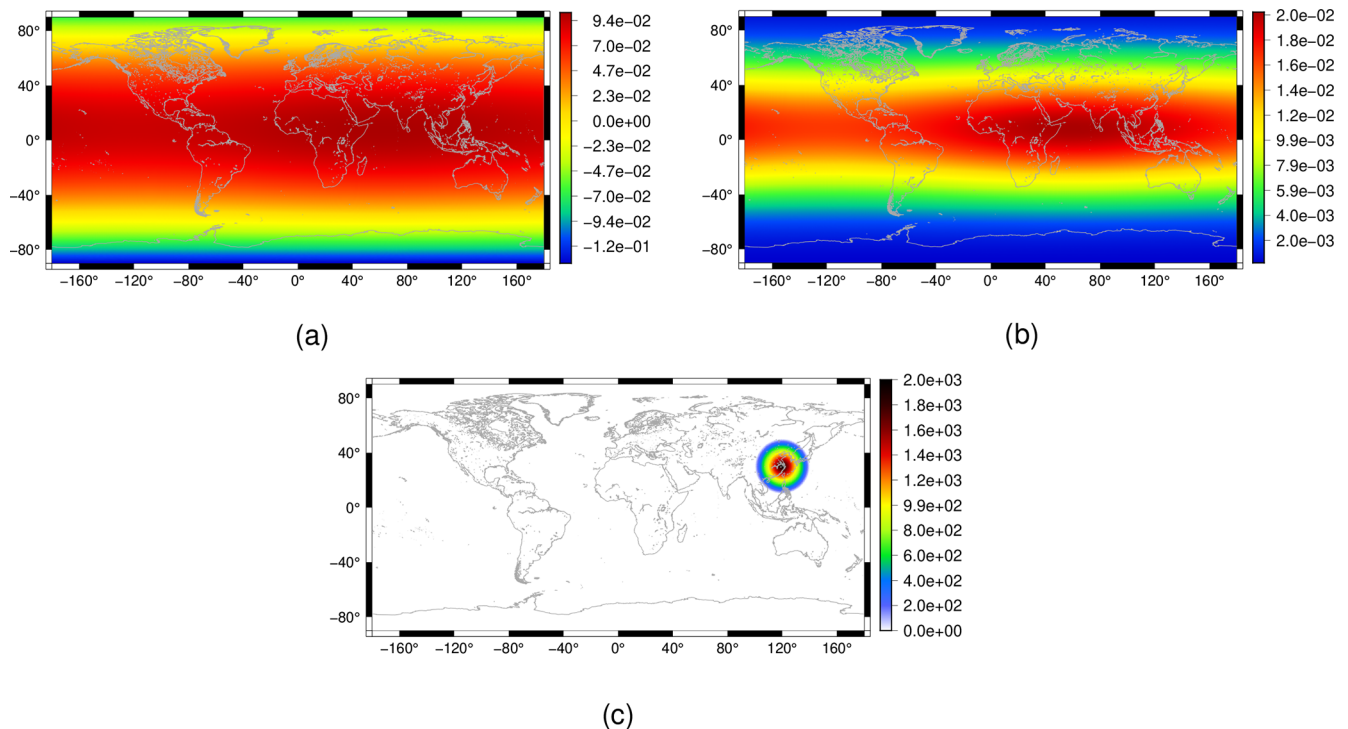 80°
40°
0°
−40°
−80°
−160° −120° −80° −40° 0° 40° 80° 120° 160°
9.4e−02
7.0e−02
4.7e−02
2.3e−02
0.0e+00
−2.3e−02
−4.7e−02
−7.0e−02
−9.4e−02
−1.2e−01
(a)
80°
40°
0°
−40°
−80°
−160° −120° −80° −40° 0° 40° 80° 120° 160°
2.0e−02
1.8e−02
1.6e−02
1.4e−02
1.2e−02
9.9e−03
7.9e−03
5.9e−03
4.0e−03
2.0e−03
(b)
80°
40°
0°
−40°
−80°
−160° −120° −80° −40° 0° 40° 80° 120° 160°
2.0e+03
1.8e+03
1.6e+03
1.4e+03
1.2e+03
9.9e+02
8.0e+02
6.0e+02
4.0e+02
2.0e+02
0.0e+00
(c)